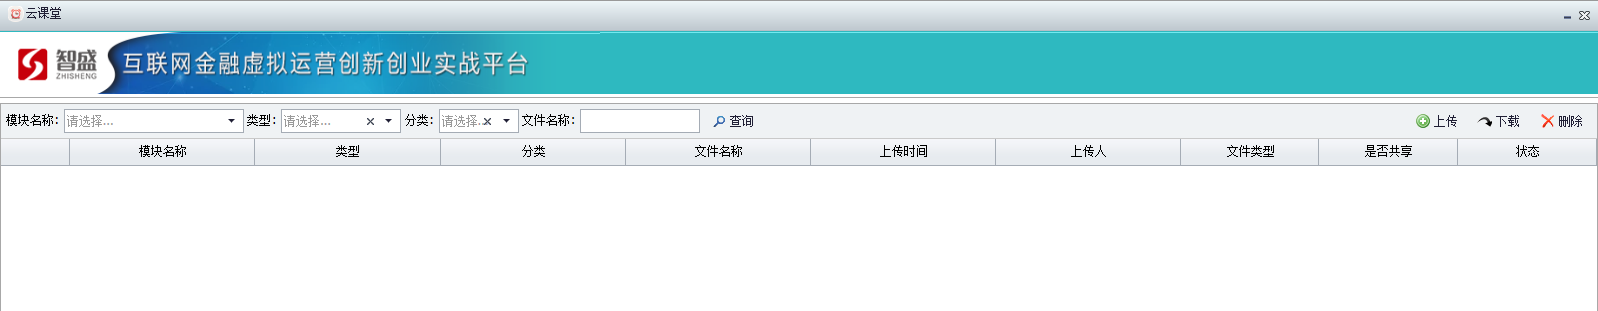 云课堂
智盛 ZHISHENG 互联网金融虚拟运营创新创业实战平台
模块名称: 请选择... 类型: 请选择... 分类: 请选择... 文件名称: 查询 上传 下载 删除
模块名称 类型 分类 文件名称 上传时间 上传人 文件类型 是否共享 状态